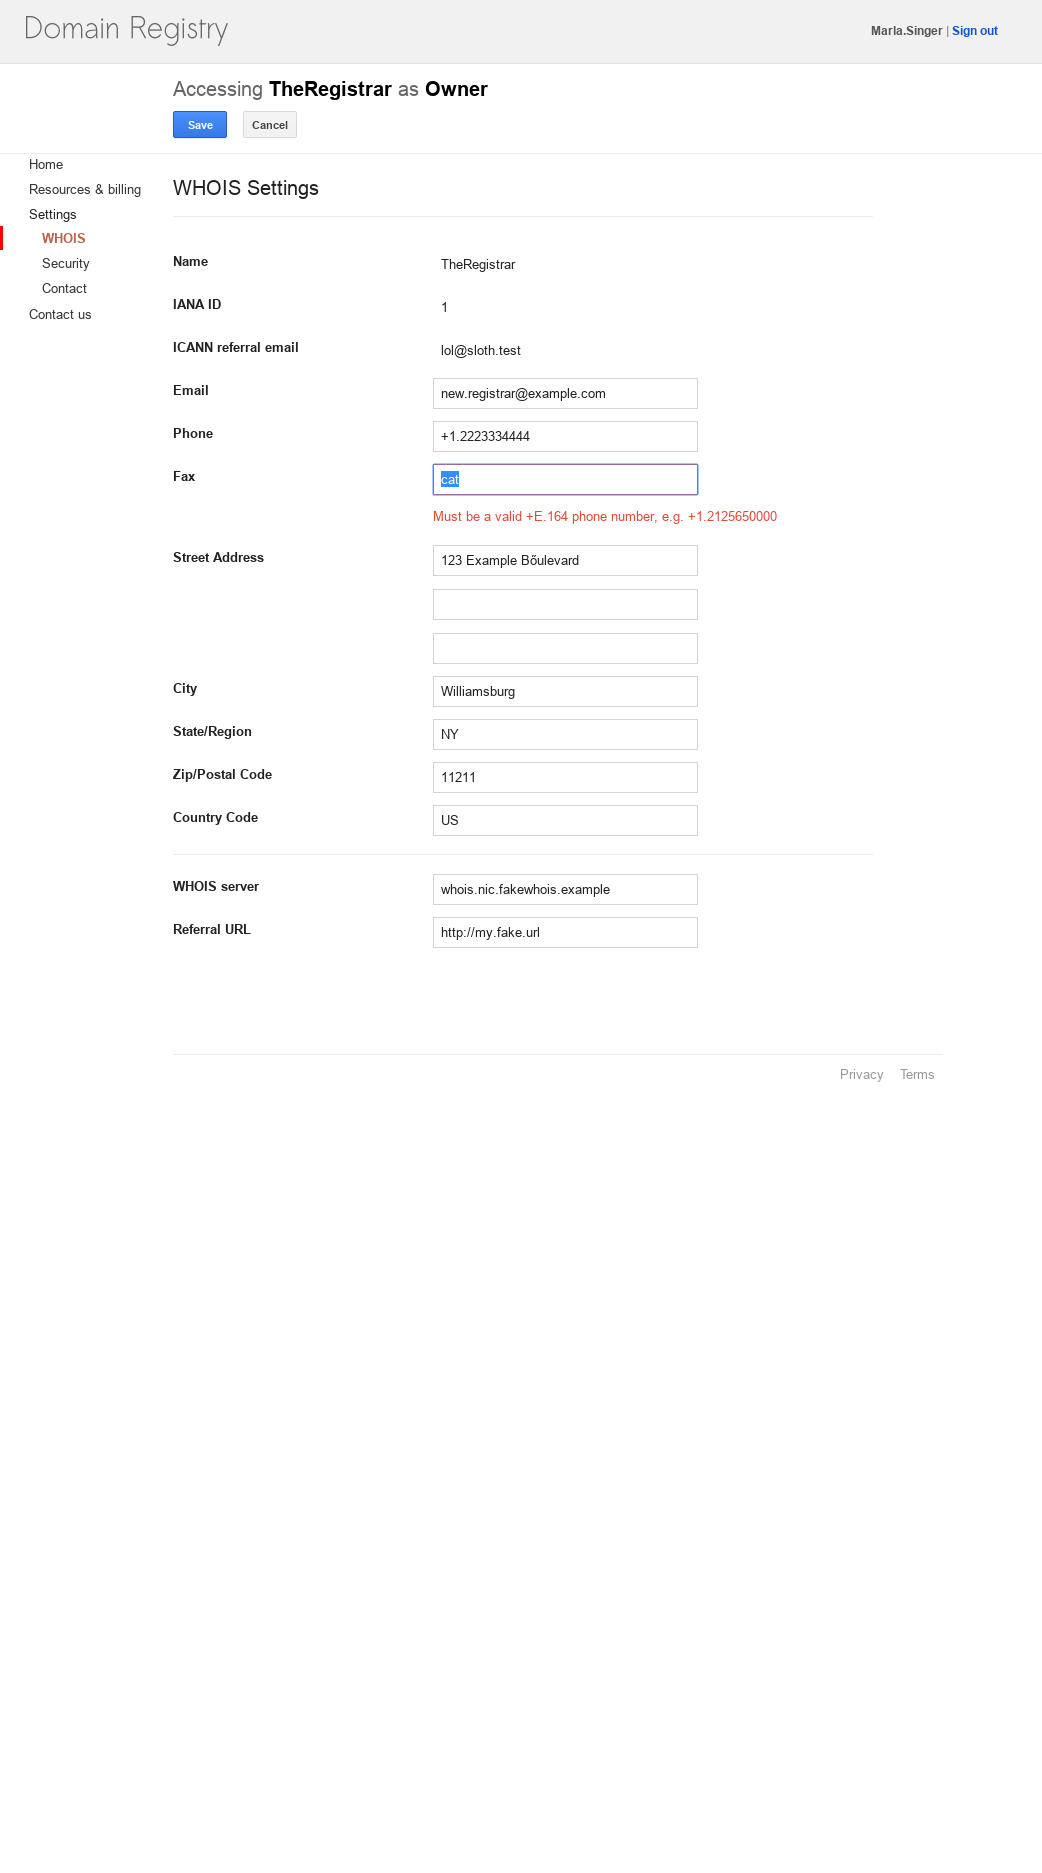 Domain Registry
Marla.Singer | Sign out
Accessing TheRegistrar as Owner
Save Cancel
Home
Resources & billing
Settings
WHOIS
Security
Contact
Contact us
WHOIS Settings
Name TheRegistrar
IANA ID 1
ICANN referral email lol@sloth.test
Email new.registrar@example.com
Phone +1.2223334444
Fax cat
Must be a valid +E.164 phone number, e.g. +1.2125650000
Street Address 123 Example Bőulevard
City Williamsburg
State/Region NY
Zip/Postal Code 11211
Country Code US
WHOIS server whois.nic.fakewhois.example
Referral URL http://my.fake.url
Privacy Terms